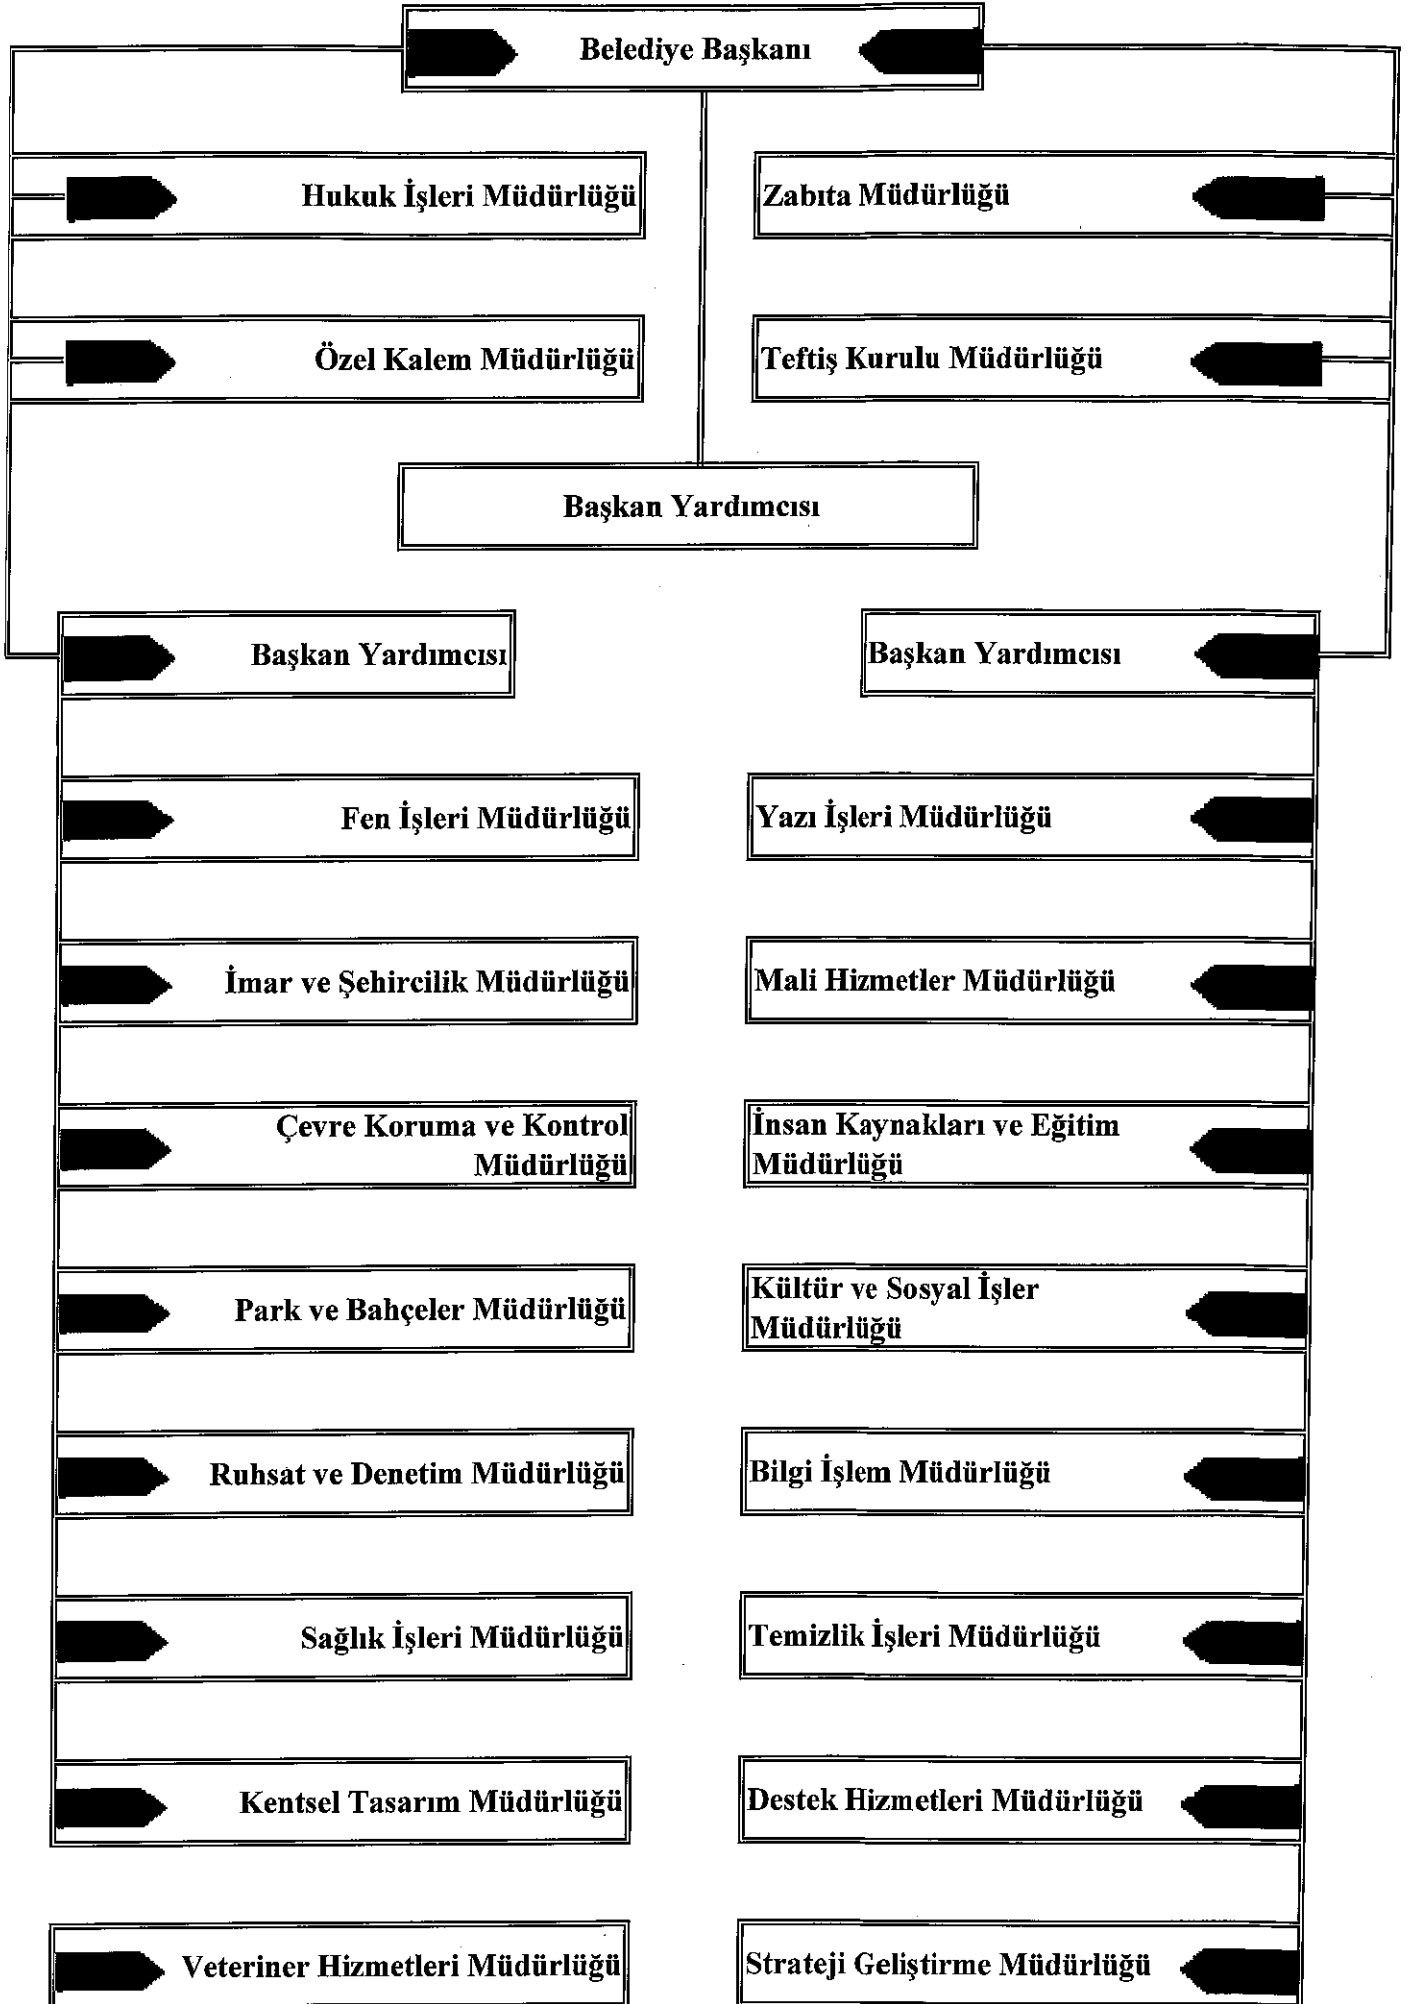 Belediye Başkanı
Hukuk İşleri Müdürlüğü
Zabıta Müdürlüğü
Özel Kalem Müdürlüğü
Teftiş Kurulu Müdürlüğü
Başkan Yardımcısı
Başkan Yardımcısı
Başkan Yardımcısı
Fen İşleri Müdürlüğü
Yazı İşleri Müdürlüğü
İmar ve Şehircilik Müdürlüğü
Mali Hizmetler Müdürlüğü
Çevre Koruma ve Kontrol
Müdürlüğü
İnsan Kaynakları ve Eğitim
Müdürlüğü
Park ve Bahçeler Müdürlüğü
Kültür ve Sosyal İşler
Müdürlüğü
Ruhsat ve Denetim Müdürlüğü
Bilgi İşlem Müdürlüğü
Sağlık İşleri Müdürlüğü
Temizlik İşleri Müdürlüğü
Kentsel Tasarım Müdürlüğü
Destek Hizmetleri Müdürlüğü
Veteriner Hizmetleri Müdürlüğü
Strateji Geliştirme Müdürlüğü